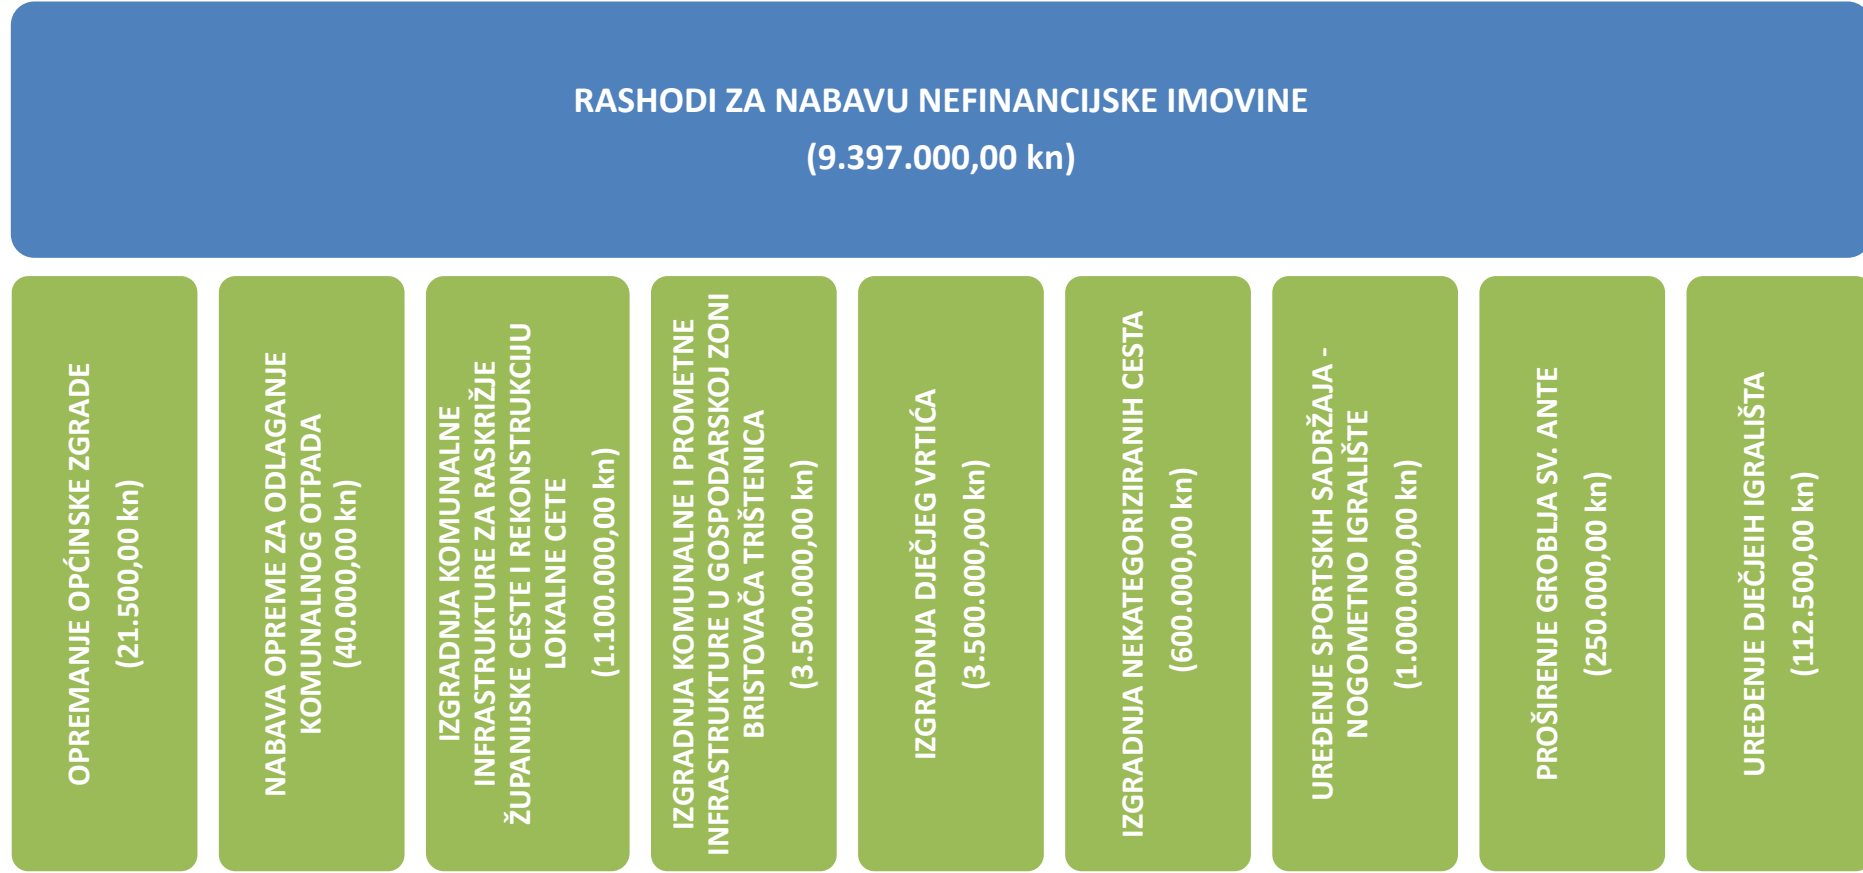 RASHODI ZA NABAVU NEFINANCIJSKE IMOVINE
(9.397.000,00 kn)
OPREMANJE OPĆINSKE ZGRADE
(21.500,00 kn)
NABAVA OPREME ZA ODLAGANJE
KOMUNALNOG OTPADA
(40.000,00 kn)
IZGRADNJA KOMUNALNE
INFRASTRUKTURE ZA RASKRIŽJE
ŽUPANIJSKE CESTE I REKONSTRUKCIJU
LOKALNE CETE
(1.100.000,00 kn)
IZGRADNJA KOMUNALNE I PROMETNE
INFRASTRUKTURE U GOSPODARSKOJ ZONI
BRISTOVAČA TRIŠTENICA
(3.500.000,00 kn)
IZGRADNJA DJEČJEG VRTIĆA
(3.500.000,00 kn)
IZGRADNJA NEKATEGORIZIRANIH CESTA
(600.000,00 kn)
UREĐENJE SPORTSKIH SADRŽAJA -
NOGOMETNO IGRALIŠTE
(1.000.000,00 kn)
PROŠIRENJE GROBLJA SV. ANTE
(250.000,00 kn)
UREĐENJE DJEČJEIH IGRALIŠTA
(112.500,00 kn)